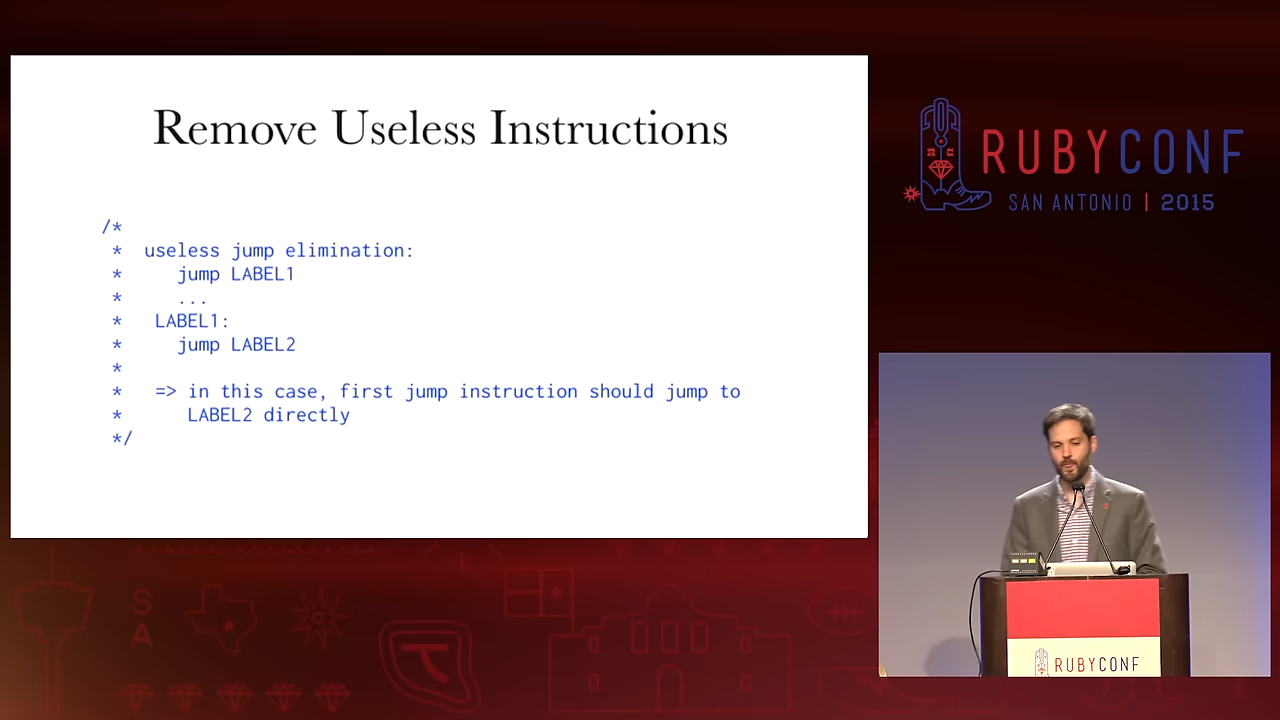 Remove Useless Instructions
/*
* useless jump elimination:
* jump LABEL1
* ...
* LABEL1:
* jump LABEL2
*
* => in this case, first jump instruction should jump to
* LABEL2 directly
*/
RUBYCONF
SAN ANTONIO | 2015
S
A
RUBYCONF